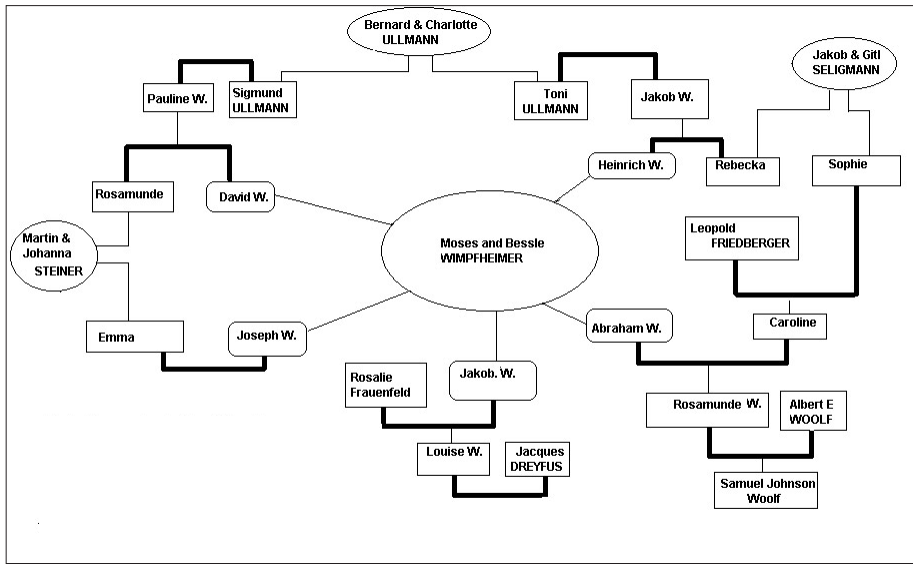 Bernard & Charlotte
ULLMANN
Jakob & Gitl
SELIGMANN
Pauline W.
Sigmund
ULLMANN
Toni
ULLMANN
Jakob W.
Rosamunde
David W.
Heinrich W.
Rebecka
Sophie
Martin &
Johanna
STEINER
Moses and Bessle
WIMPFHEIMER
Leopold
FRIEDBERGER
Emma
Joseph W.
Abraham W.
Caroline
Rosalie
Frauenfeld
Jakob. W.
Rosamunde W.
Albert E
WOOLF
Louise W.
Jacques
DREYFUS
Samuel Johnson
Woolf